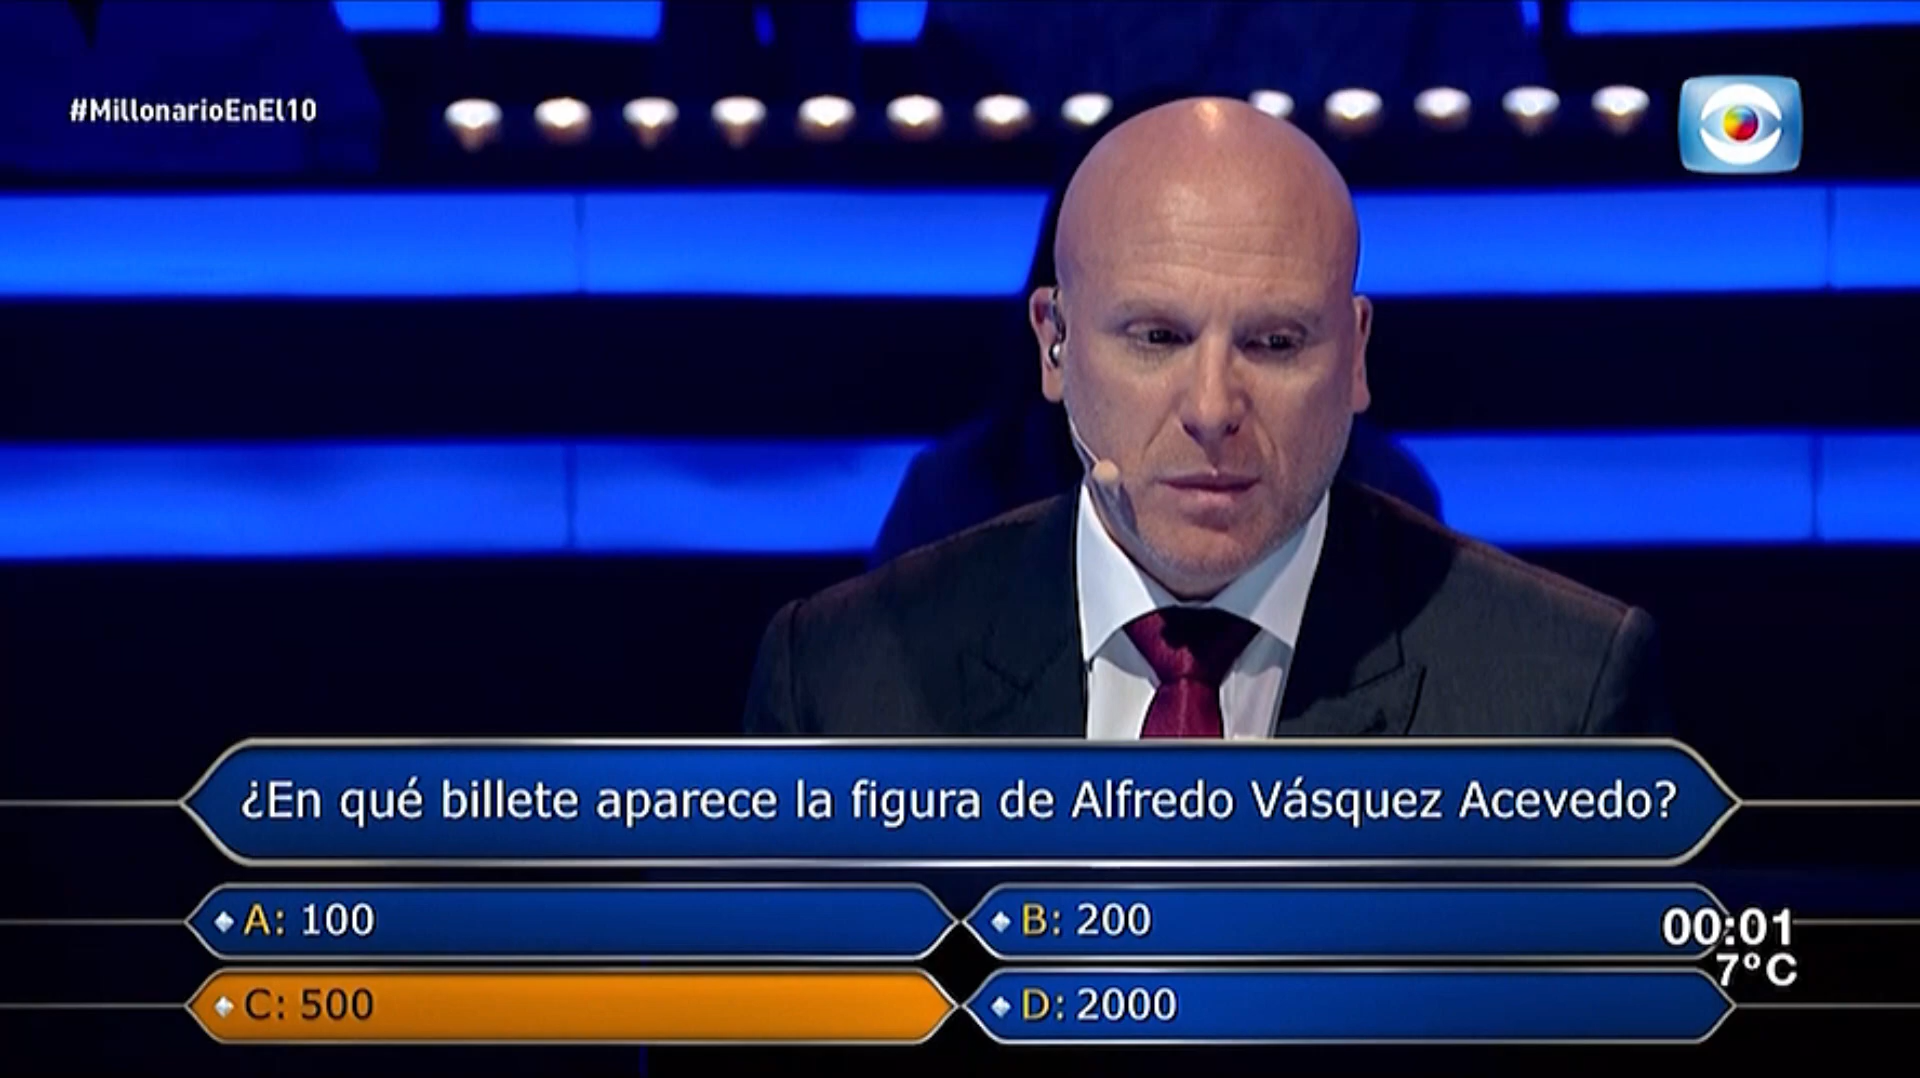 #MillonarioEnEl10
¿En qué billete aparece la figura de Alfredo Vásquez Acevedo?
A: 100
B: 200
00:01
7°C
C: 500
D: 2000